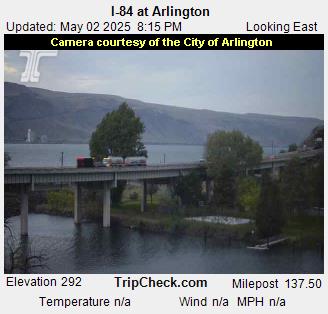 I-84 at Arlington
Updated: May 02 2025 8:15 PM Looking East
Camera courtesy of the City of Arlington
Elevation 292 TripCheck.com Milepost 137.50
Temperature n/a Wind n/a MPH n/a